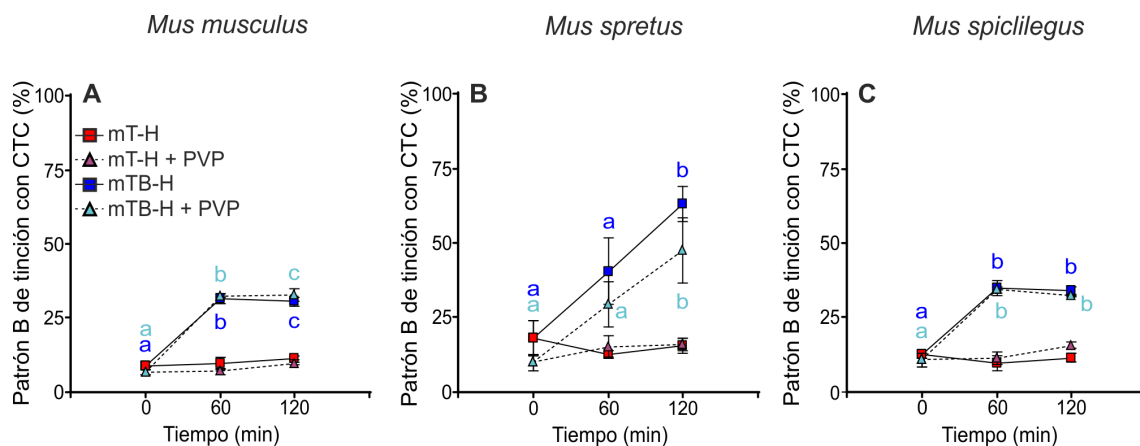 Mus musculus
Mus spretus
Mus spiclilegus
A
Patrón B de tinción con CTC (%)
100
75
50
25
0
mT-H
mT-H + PVP
mTB-H
mTB-H + PVP
a
a
b
b
c
c
0
60
120
Tiempo (min)
B
Patrón B de tinción con CTC (%)
100
75
50
25
0
a
a
a
a
b
b
0
60
120
Tiempo (min)
C
Patrón B de tinción con CTC (%)
100
75
50
25
0
a
a
b
b
b
b
0
60
120
Tiempo (min)